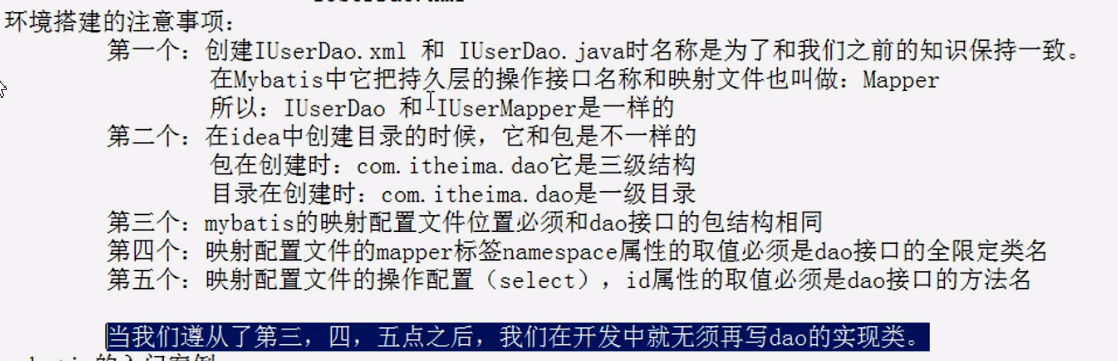 环境搭建的注意事项：
第一个：创建IUserDao.xml 和 IUserDao.java时名称是为了和我们之前的知识保持一致。
在Mybatis中它把持久层的操作接口名称和映射文件也叫做：Mapper
所以：IUserDao 和 IUserMapper是一样的
第二个：在idea中创建目录的时候，它和包是不一样的
包在创建时：com.itheima.dao它是三级结构
目录在创建时：com.itheima.dao是一级目录
第三个：mybatis的映射配置文件位置必须和dao接口的包结构相同
第四个：映射配置文件的mapper标签namespace属性的取值必须是dao接口的全限定类名
第五个：映射配置文件的操作配置（select），id属性的取值必须是dao接口的方法名
当我们遵从了第三，四，五点之后，我们在开发中就无须再写dao的实现类。